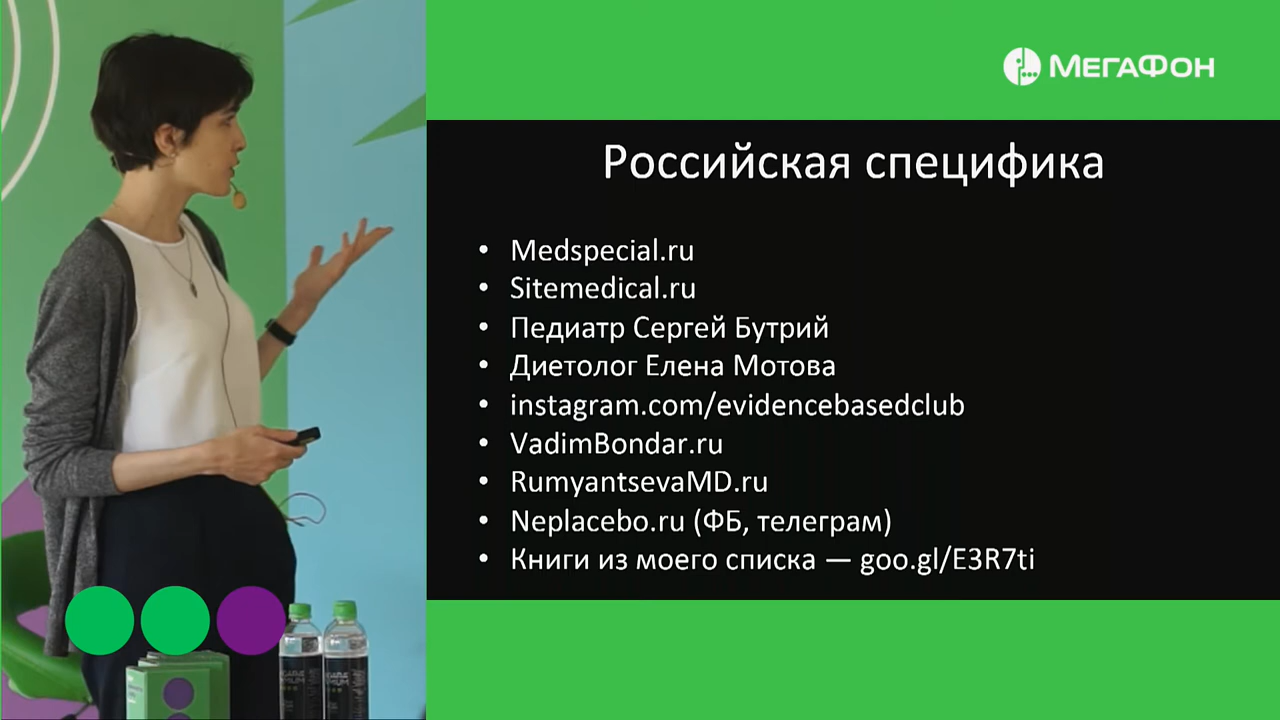 МЕГАФОН
Российская специфика
• Medspecial.ru
• Sitemedical.ru
• Педиатр Сергей Бутрий
• Диетолог Елена Мотова
• instagram.com/evidencebasedclub
• VadimBondar.ru
• RumyantsevaMD.ru
• Neplacebo.ru (ФБ, телеграм)
• Книги из моего списка — goo.gl/E3R7ti